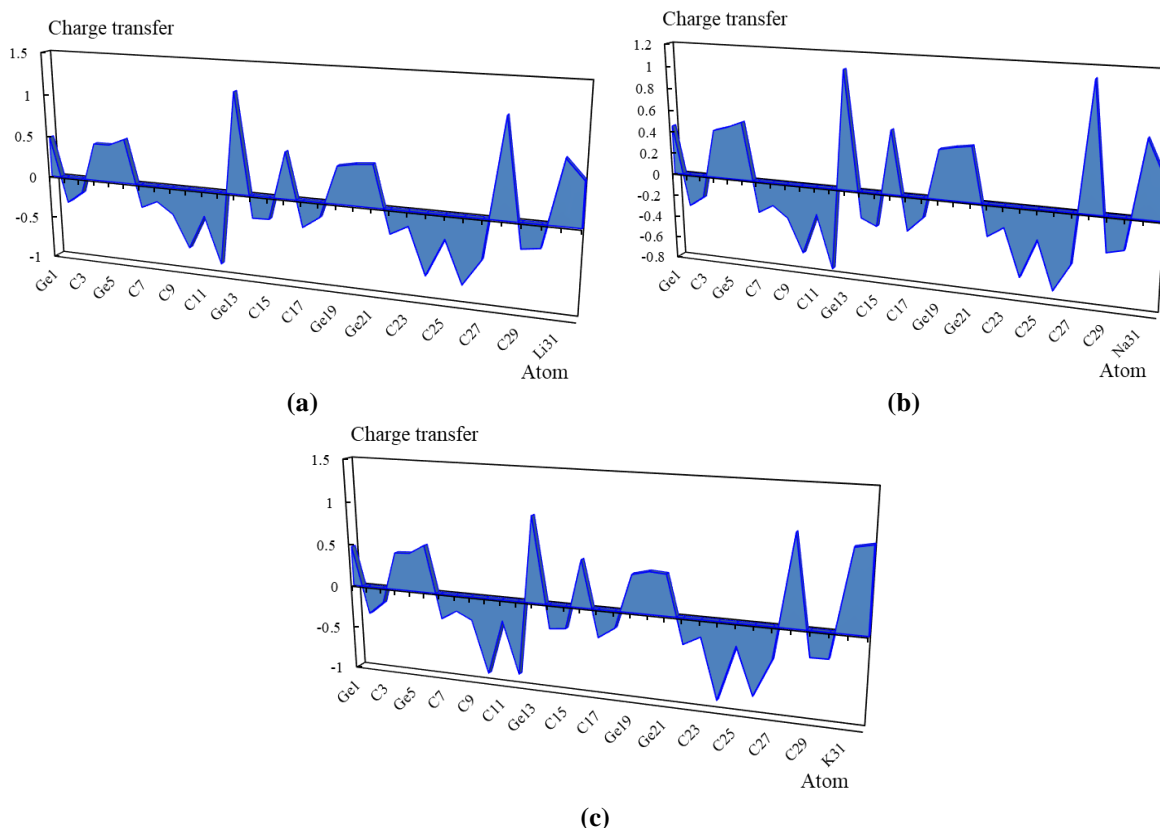 Charge transfer
1.5
1
0.5
0
-0.5
-1
Ge1
C3
Ge5
C7
C9
C11
Ge13
C15
C17
Ge19
Ge21
C23
C25
C27
C29
Li31
Atom
(a)
Charge transfer
1.2
1
0.8
0.6
0.4
0.2
0
-0.2
-0.4
-0.6
-0.8
Ge1
C3
Ge5
C7
C9
C11
Ge13
C15
C17
Ge19
Ge21
C23
C25
C27
C29
Na31
Atom
(b)
Charge transfer
1.5
1
0.5
0
-0.5
-1
Ge1
C3
Ge5
C7
C9
C11
Ge13
C15
C17
Ge19
Ge21
C23
C25
C27
C29
K31
Atom
(c)